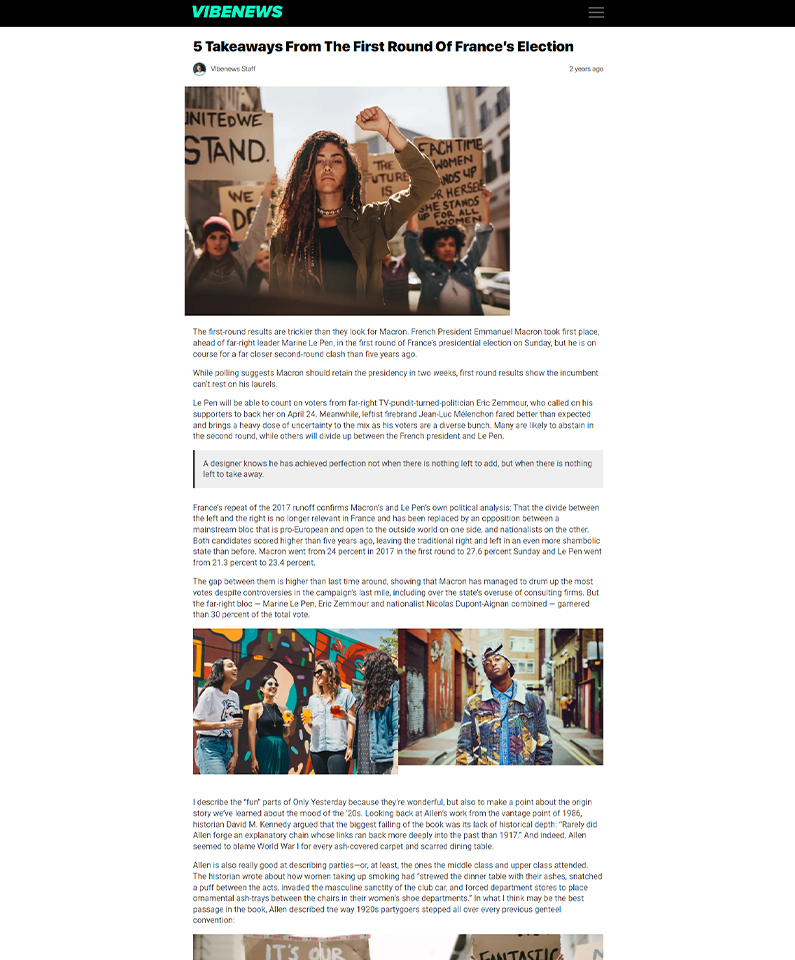 VIBENEWS
5 Takeaways From The First Round Of France's Election
Vibenews Staff
2 years ago
UNITED WE
STAND.
WE
DO
THE
FUTURE
IS
EACH TIME
WOMEN
UP
FOR HERSELF
SHE STANDS
UP FOR ALL
WOMEN
The first-round results are trickier than they look for Macron. French President Emmanuel Macron took first place,
ahead of far-right leader Marine Le Pen, in the first round of France's presidential election on Sunday, but he is on
course for a far closer second-round clash than five years ago.
While polling suggests Macron should retain the presidency in two weeks, first round results show the incumbent
can't rest on his laurels.
Le Pen will be able to count on voters from far-right TV-pundit-turned-politician Eric Zemmour, who called on his
supporters to back her on April 24. Meanwhile, leftist firebrand Jean-Luc Mélenchon fared better than expected
and brings a heavy dose of uncertainty to the mix as his voters are a diverse bunch. Many are likely to abstain in
the second round, while others will divide up between the French president and Le Pen.
A designer knows he has achieved perfection not when there is nothing left to add, but when there is nothing
left to take away.
France's repeat of the 2017 runoff confirms Macron's and Le Pen's own political analysis: That the divide between
the left and the right is no longer relevant in France and has been replaced by an opposition between a
mainstream bloc that is pro-European and open to the outside world on one side, and nationalists on the other.
Both candidates scored higher than five years ago, leaving the traditional right and left in an even more shambolic
state than before. Macron went from 24 percent in 2017 in the first round to 27.6 percent Sunday and Le Pen went
from 21.3 percent to 23.4 percent.
The gap between them is higher than last time around, showing that Macron has managed to drum up the most
votes despite controversies in the campaign's last mile, including over the state's overuse of consulting firms. But
the far-right bloc — Marine Le Pen, Eric Zemmour and nationalist Nicolas Dupont-Aignan combined — garnered
than 30 percent of the total vote.
I describe the "fun" parts of Only Yesterday because they're wonderful, but also to make a point about the origin
story we've learned about the mood of the '20s. Looking back at Allen's work from the vantage point of 1986,
historian David M. Kennedy argued that the biggest failing of the book was its lack of historical depth: "Rarely did
Allen forge an explanatory chain whose links ran back more deeply into the past than 1917." And indeed, Allen
seemed to blame World War I for every ash-covered carpet and scarred dining table.
Allen is also really good at describing parties—or, at least, the ones the middle class and upper class attended.
The historian wrote about how women taking up smoking had "strewed the dinner table with their ashes, snatched
a puff between the acts, invaded the masculine sanctity of the club car, and forced department stores to place
ornamental ash-trays between the chairs in their women's shoe departments." In what I think may be the best
passage in the book, Allen described the way 1920s partygoers stepped all over every previous genteel
convention:
IT'S OUR
FANTASTIC